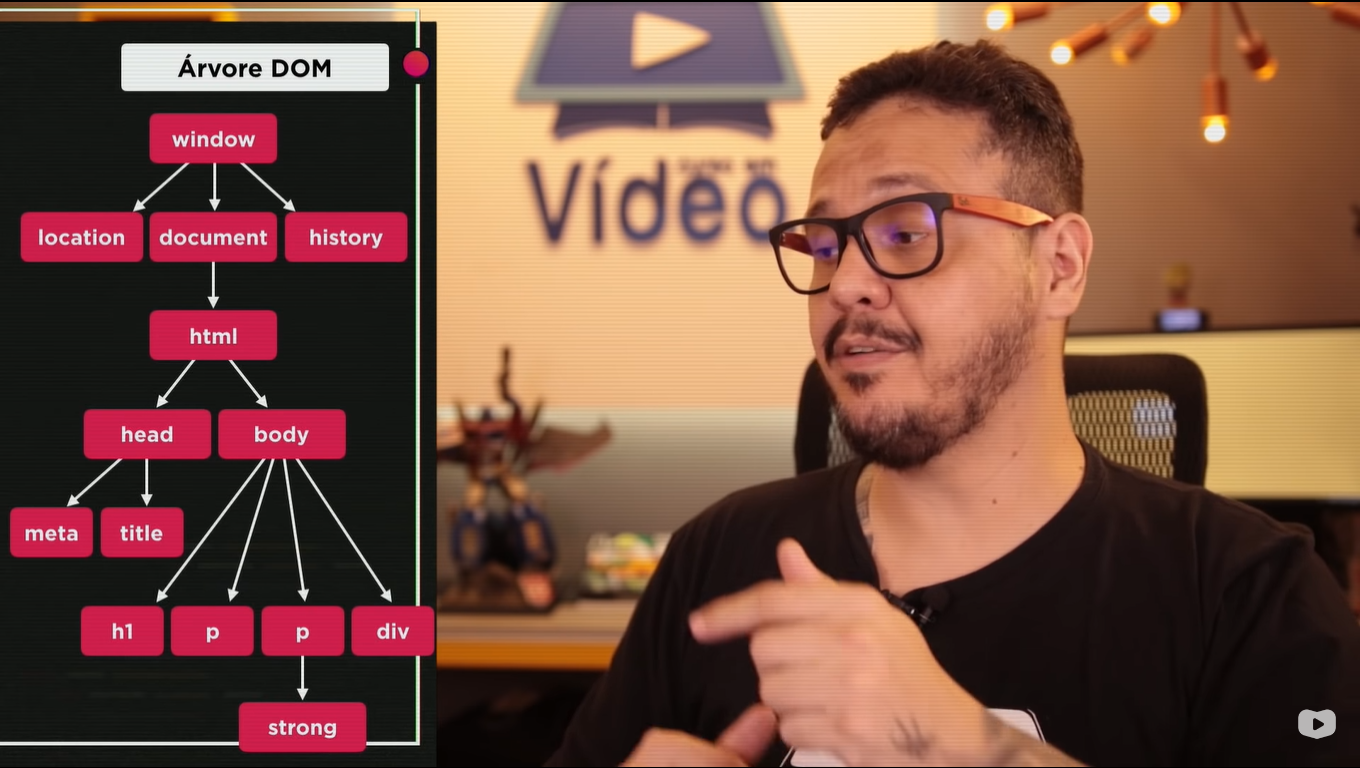 Árvore DOM
window
location document history
html
head body
meta title
h1 p p div
strong
Vídeo